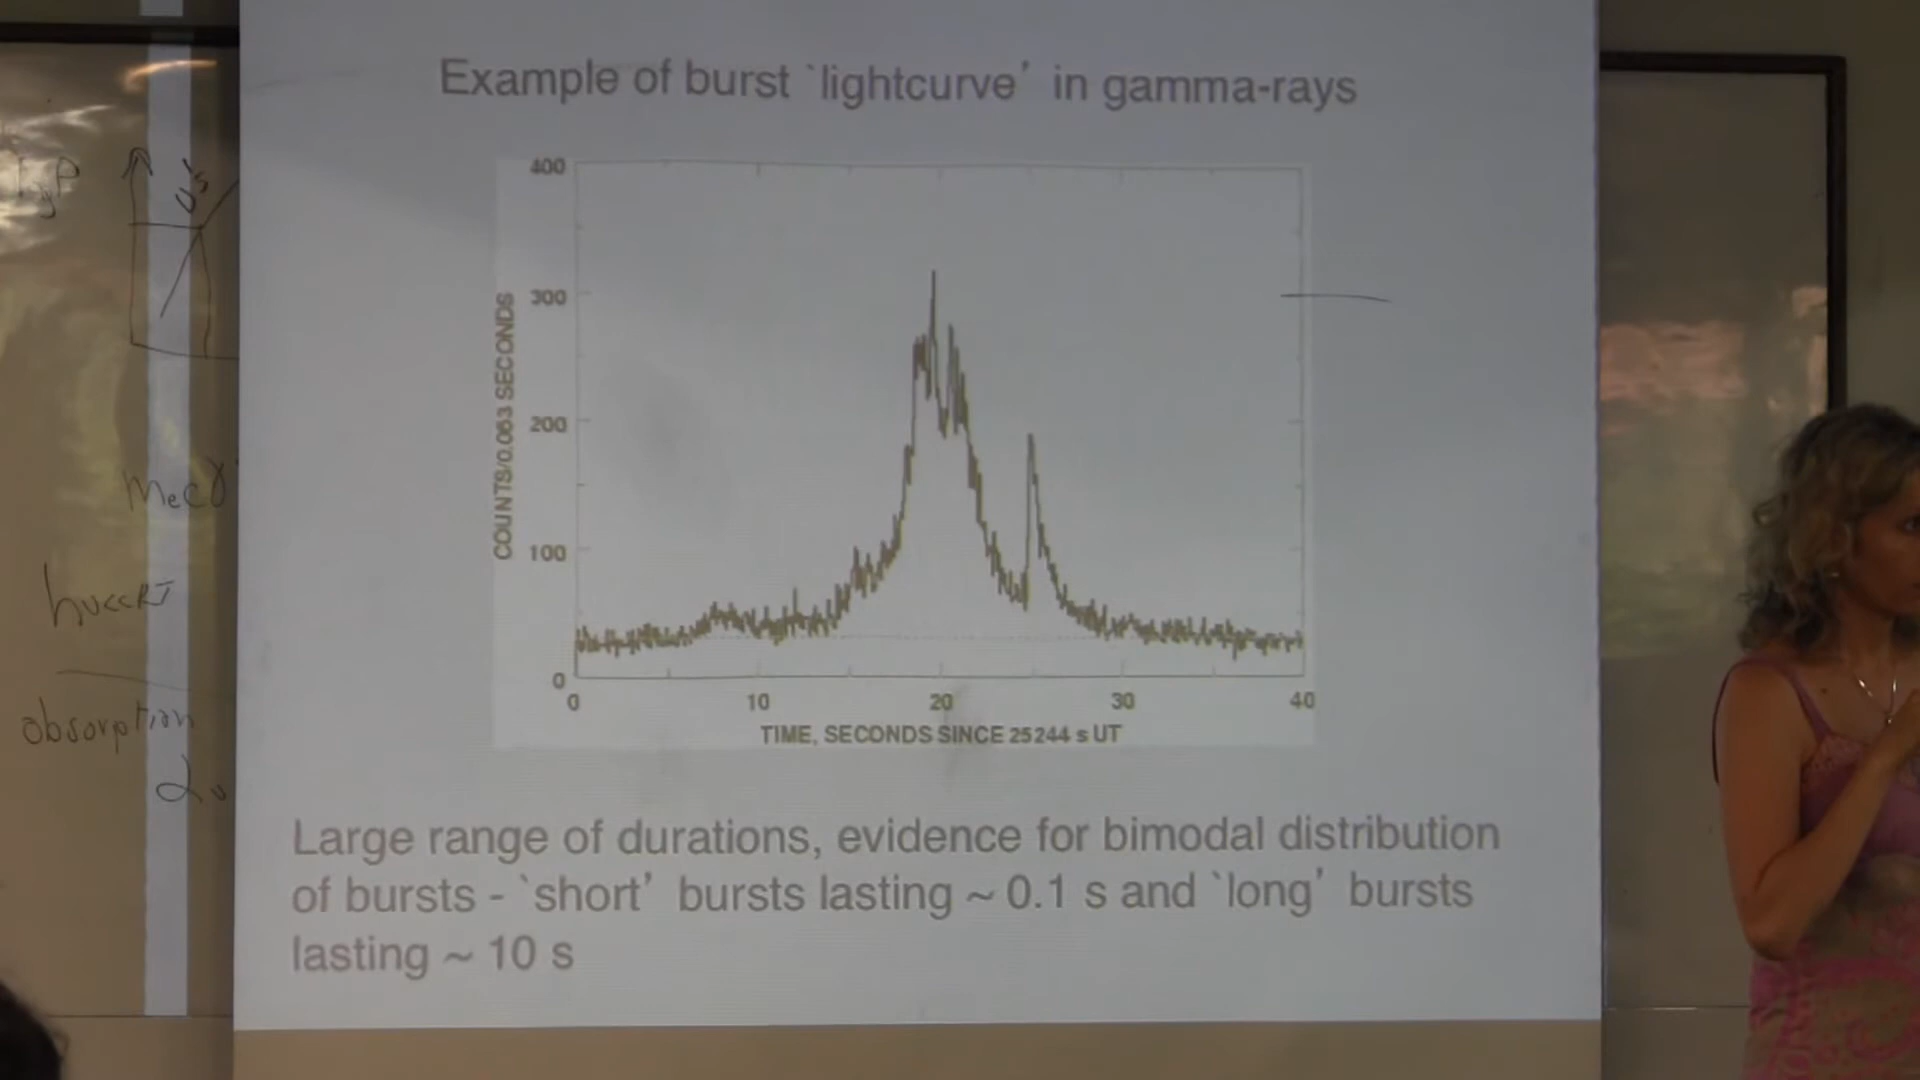 Example of burst `lightcurve' in gamma-rays
400
300
200
100
0
COUNTS/0.063 SECONDS
0 10 20 30 40
TIME, SECONDS SINCE 25244 s UT
Large range of durations, evidence for bimodal distribution
of bursts - `short' bursts lasting ~ 0.1 s and `long' bursts
lasting ~ 10 s
υ's
mec
absorption
αυ